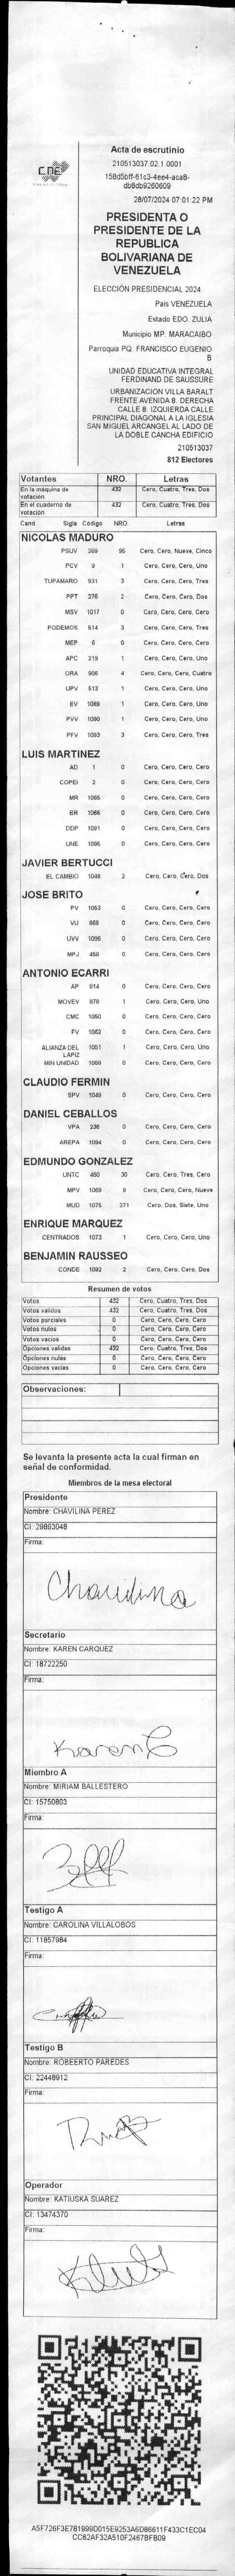 CNE
Acta de escrutinio
210513037.02.1.0001
158d5bff-61c3-4ee4-aca8-
db8db9260609
28/07/2024 07:01:22 PM
PRESIDENTA O
PRESIDENTE DE LA
REPUBLICA
BOLIVARIANA DE
VENEZUELA
ELECCIÓN PRESIDENCIAL 2024
País VENEZUELA
Estado EDO. ZULIA
Municipio MP. MARACAIBO
Parroquia PQ. FRANCISCO EUGENIO
B
UNIDAD EDUCATIVA INTEGRAL
FERDINAND DE SAUSSURE
URBANIZACIÓN VILLA BARALT
FRENTE AVENIDA B. DERECHA
CALLE B. IZQUIERDA CALLE
PRINCIPAL DIAGONAL A LA IGLESIA
SAN MIGUEL ARCANGEL AL LADO DE
LA DOBLE CANCHA EDIFICIO
210513037
812 Electores
Votantes NRO. Letras
En la máquina de votación 432 Cero, Cuatro, Tres, Dos
En el cuaderno de votación 432 Cero, Cuatro, Tres, Dos
Cand. Sigla Código NRO. Letras
NICOLAS MADURO
PSUV 269 95 Cero, Cero, Nueve, Cinco
PCV 9 1 Cero, Cero, Cero, Uno
TUPAMARO 931 3 Cero, Cero, Cero, Tres
PPT 276 2 Cero, Cero, Cero, Dos
MSV 1017 0 Cero, Cero, Cero, Cero
PODEMOS 514 3 Cero, Cero, Cero, Tres
MEP 6 0 Cero, Cero, Cero, Cero
APC 219 1 Cero, Cero, Cero, Uno
ORA 906 4 Cero, Cero, Cero, Cuatro
UPV 513 1 Cero, Cero, Cero, Uno
EV 1089 1 Cero, Cero, Cero, Uno
PVV 1090 1 Cero, Cero, Cero, Uno
PFV 1093 3 Cero, Cero, Cero, Tres
LUIS MARTINEZ
AD 1 0 Cero, Cero, Cero, Cero
COPEI 2 0 Cero, Cero, Cero, Cero
MR 1065 0 Cero, Cero, Cero, Cero
BR 1086 0 Cero, Cero, Cero, Cero
DDP 1091 0 Cero, Cero, Cero, Cero
UNE 1096 0 Cero, Cero, Cero, Cero
JAVIER BERTUCCI
EL CAMBIO 1048 2 Cero, Cero, Cero, Dos
JOSE BRITO
PV 1053 0 Cero, Cero, Cero, Cero
VU 868 0 Cero, Cero, Cero, Cero
UVV 1095 0 Cero, Cero, Cero, Cero
MPJ 458 0 Cero, Cero, Cero, Cero
ANTONIO ECARRI
AP 914 0 Cero, Cero, Cero, Cero
MOVEV 878 1 Cero, Cero, Cero, Uno
CMC 1050 0 Cero, Cero, Cero, Cero
FV 1062 0 Cero, Cero, Cero, Cero
ALIANZA DEL LAPIZ 1051 1 Cero, Cero, Cero, Uno
MIN UNIDAD 1068 0 Cero, Cero, Cero, Cero
CLAUDIO FERMIN
SPV 1049 0 Cero, Cero, Cero, Cero
DANIEL CEBALLOS
VPA 236 0 Cero, Cero, Cero, Cero
AREPA 1094 0 Cero, Cero, Cero, Cero
EDMUNDO GONZALEZ
UNTC 460 30 Cero, Cero, Tres, Cero
MPV 1069 9 Cero, Cero, Cero, Nueve
MUD 1075 271 Cero, Dos, Siete, Uno
ENRIQUE MARQUEZ
CENTRADOS 1073 1 Cero, Cero, Cero, Uno
BENJAMIN RAUSSEO
CONDE 1092 2 Cero, Cero, Cero, Dos
Resumen de votos
Votos 432 Cero, Cuatro, Tres, Dos
Votos validos 432 Cero, Cuatro, Tres, Dos
Votos parciales 0 Cero, Cero, Cero, Cero
Votos nulos 0 Cero, Cero, Cero, Cero
Votos vacios 0 Cero, Cero, Cero, Cero
Opciones validas 432 Cero, Cuatro, Tres, Dos
Opciones nulas 0 Cero, Cero, Cero, Cero
Opciones vacias 0 Cero, Cero, Cero, Cero
Observaciones:
Se levanta la presente acta la cual firman en
señal de conformidad.
Miembros de la mesa electoral
Presidente
Nombre: CHAVILINA PEREZ
CI: 29893048
Firma:
Chavilina
Secretario
Nombre: KAREN CARQUEZ
CI: 18722250
Firma:
Karen C
Miembro A
Nombre: MIRIAM BALLESTERO
CI: 15750803
Firma:
Testigo A
Nombre: CAROLINA VILLALOBOS
CI: 11857984
Firma:
Testigo B
Nombre: ROBEERTO PAREDES
CI: 22448912
Firma:
Operador
Nombre: KATIUSKA SUAREZ
CI: 13474370
Firma:
A5F726F3E781999D015E9253A6D86611F433C1EC04
CC62AF32A510F2467BFB09